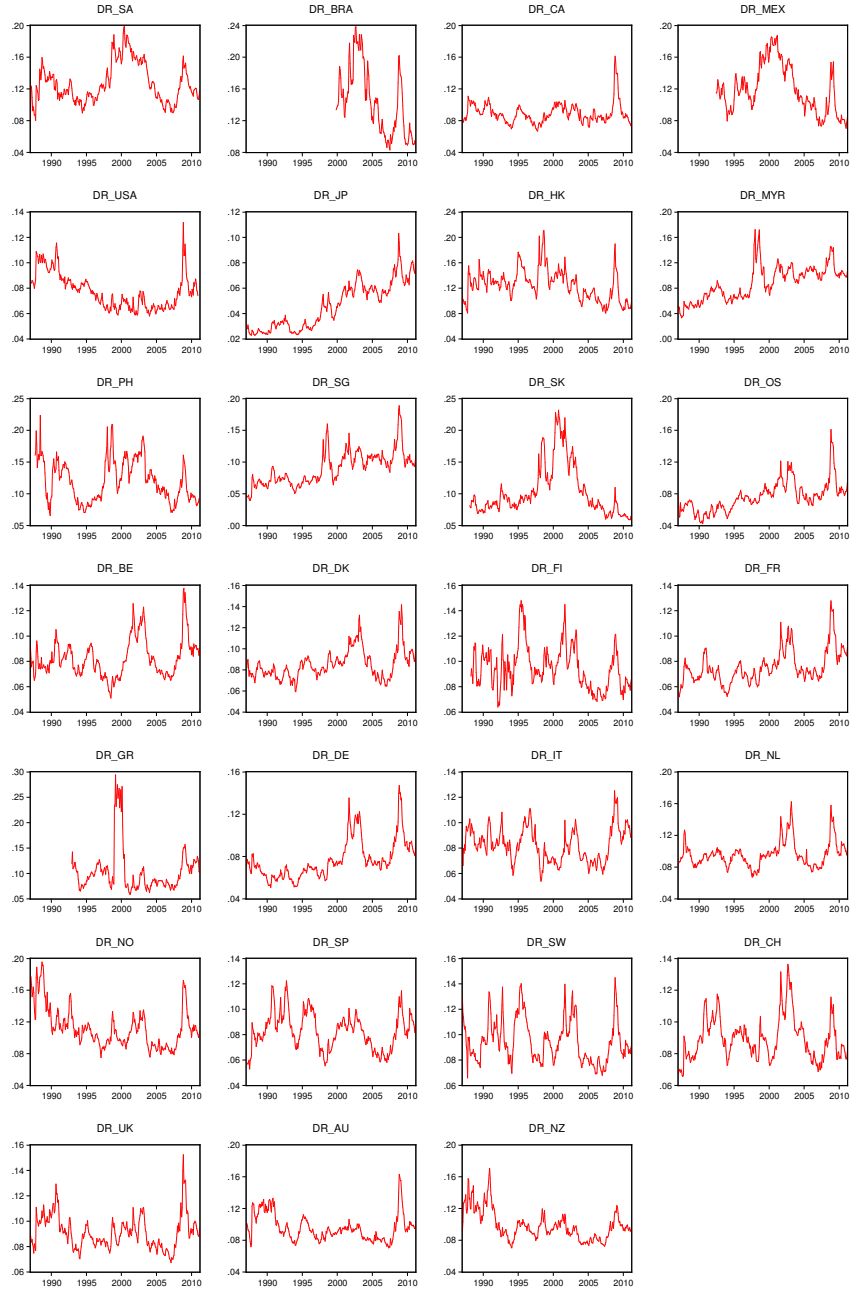 DR_SA
.20
.16
.12
.08
.04
1990 1995 2000 2005 2010
DR_BRA
.24
.20
.16
.12
.08
1990 1995 2000 2005 2010
DR_CA
.20
.16
.12
.08
.04
1990 1995 2000 2005 2010
DR_MEX
.20
.16
.12
.08
.04
1990 1995 2000 2005 2010
DR_USA
.14
.12
.10
.08
.06
.04
1990 1995 2000 2005 2010
DR_JP
.12
.10
.08
.06
.04
.02
1990 1995 2000 2005 2010
DR_HK
.24
.20
.16
.12
.08
.04
1990 1995 2000 2005 2010
DR_MYR
.20
.16
.12
.08
.04
.00
1990 1995 2000 2005 2010
DR_PH
.25
.20
.15
.10
.05
1990 1995 2000 2005 2010
DR_SG
.20
.15
.10
.05
.00
1990 1995 2000 2005 2010
DR_SK
.25
.20
.15
.10
.05
1990 1995 2000 2005 2010
DR_OS
.20
.16
.12
.08
.04
1990 1995 2000 2005 2010
DR_BE
.14
.12
.10
.08
.06
.04
1990 1995 2000 2005 2010
DR_DK
.16
.14
.12
.10
.08
.06
.04
1990 1995 2000 2005 2010
DR_FI
.16
.14
.12
.10
.08
.06
1990 1995 2000 2005 2010
DR_FR
.14
.12
.10
.08
.06
.04
1990 1995 2000 2005 2010
DR_GR
.30
.25
.20
.15
.10
.05
1990 1995 2000 2005 2010
DR_DE
.16
.12
.08
.04
1990 1995 2000 2005 2010
DR_IT
.14
.12
.10
.08
.06
.04
1990 1995 2000 2005 2010
DR_NL
.20
.16
.12
.08
.04
1990 1995 2000 2005 2010
DR_NO
.20
.16
.12
.08
.04
1990 1995 2000 2005 2010
DR_SP
.14
.12
.10
.08
.06
.04
1990 1995 2000 2005 2010
DR_SW
.16
.14
.12
.10
.08
.06
1990 1995 2000 2005 2010
DR_CH
.14
.12
.10
.08
.06
1990 1995 2000 2005 2010
DR_UK
.16
.14
.12
.10
.08
.06
1990 1995 2000 2005 2010
DR_AU
.20
.16
.12
.08
.04
1990 1995 2000 2005 2010
DR_NZ
.20
.16
.12
.08
.04
1990 1995 2000 2005 2010